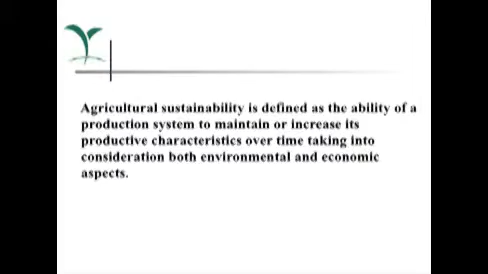 Agricultural sustainability is defined as the ability of a
production system to maintain or increase its
productive characteristics over time taking into
consideration both environmental and economic
aspects.